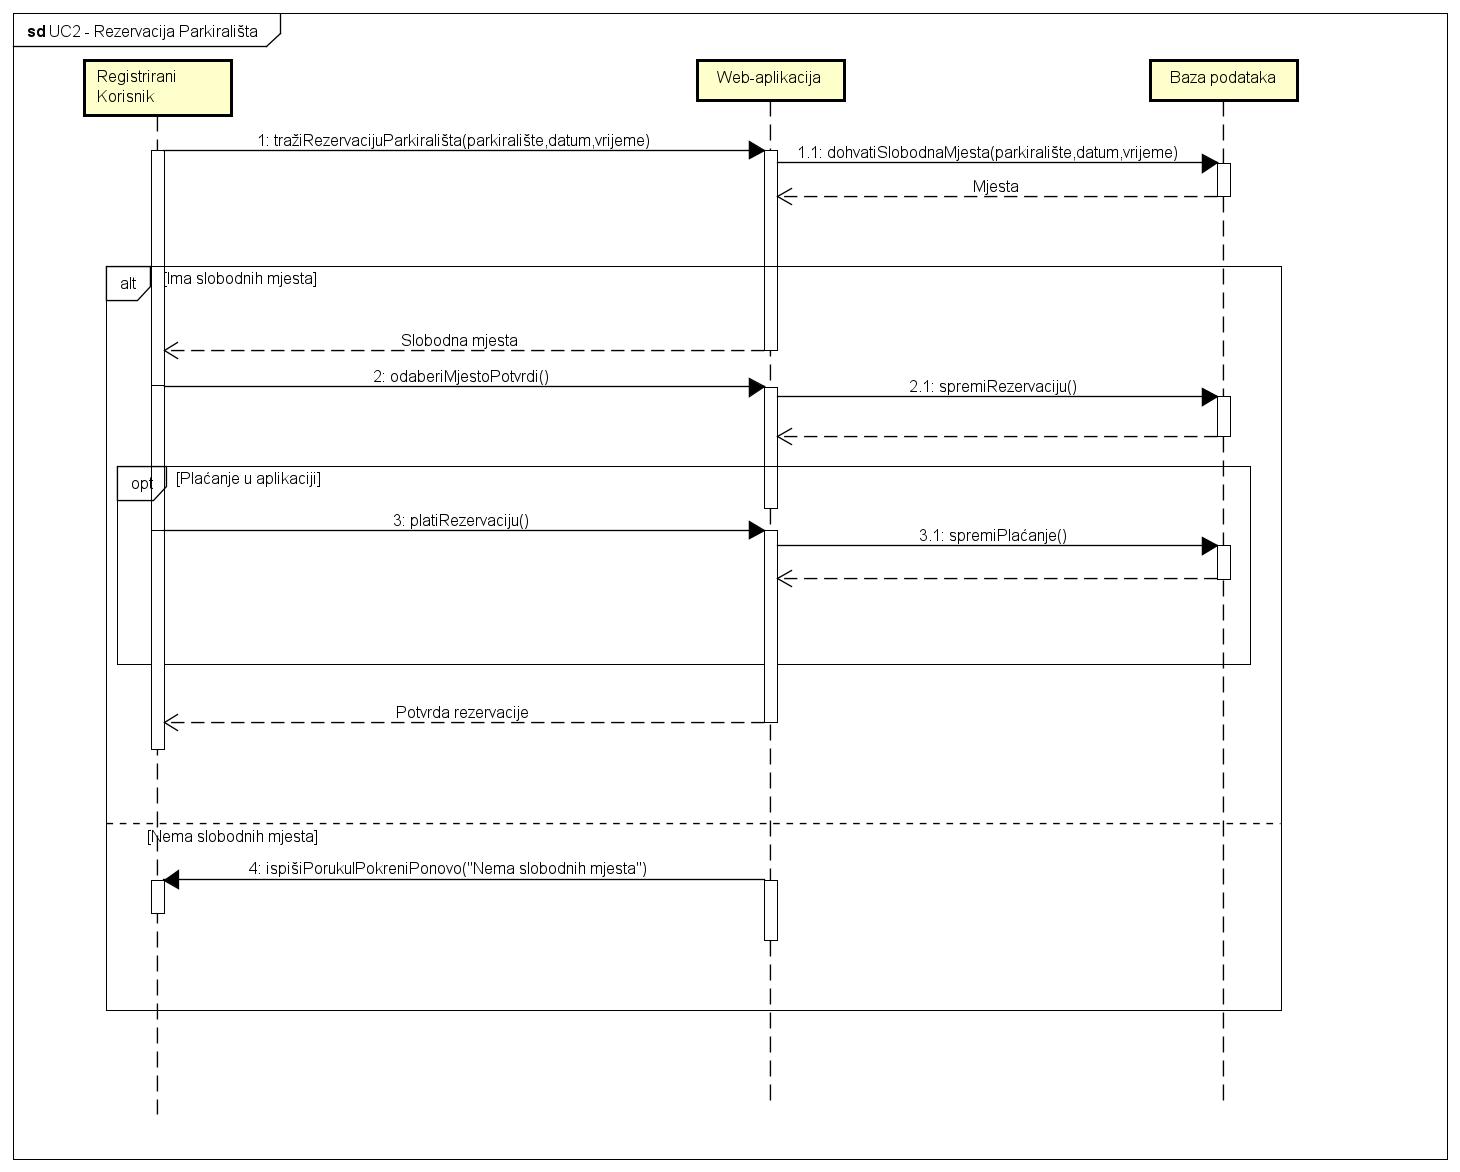 sd UC2 - Rezervacija Parkirališta
Registrirani
Korisnik
Web-aplikacija
Baza podataka
1: tražiRezervacijuParkirališta(parkiralište,datum,vrijeme)
1.1: dohvatiSlobodnaMjesta(parkiralište,datum,vrijeme)
Mjesta
alt
[Ima slobodnih mjesta]
Slobodna mjesta
2: odaberiMjestoPotvrdi()
2.1: spremiRezervaciju()
opt
[Plaćanje u aplikaciji]
3: platiRezervaciju()
3.1: spremiPlaćanje()
Potvrda rezervacije
[Nema slobodnih mjesta]
4: ispišiPorukuIPokreniPonovo("Nema slobodnih mjesta")